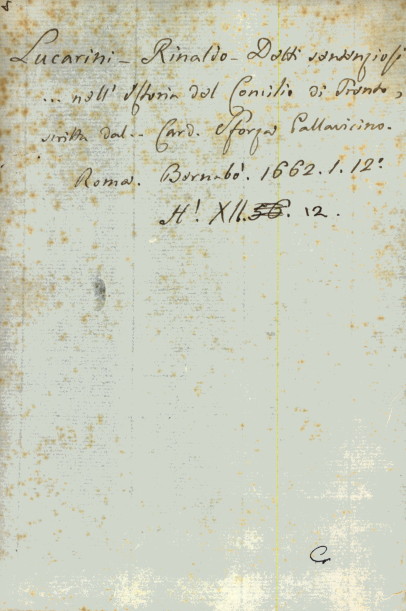 Lucarini - Rinaldo - Detti sentenziosi
... nell' Istoria del Concilio di Trento,
scritta dal .. Card. Sforza Pallavicino.
Roma. Bernabò. 1662. 1. 12°
H! XII. 56. 12.
C